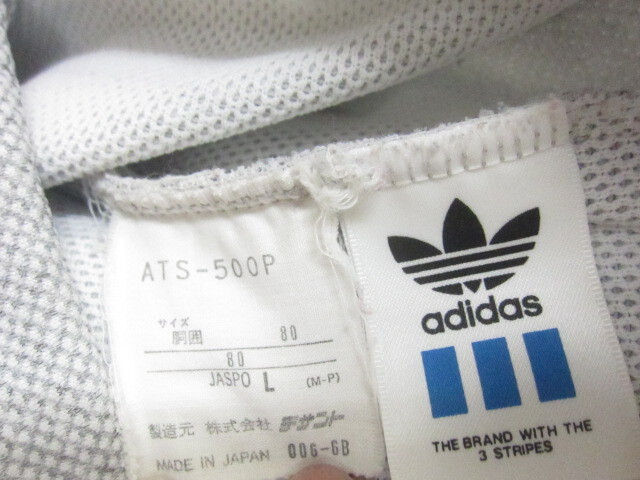 ATS-500P
サイズ
胴囲 80
80
JASPO L (M-P)
製造元 株式会社 デサント
MADE IN JAPAN 006-6B
adidas
THE BRAND WITH THE
3 STRIPES